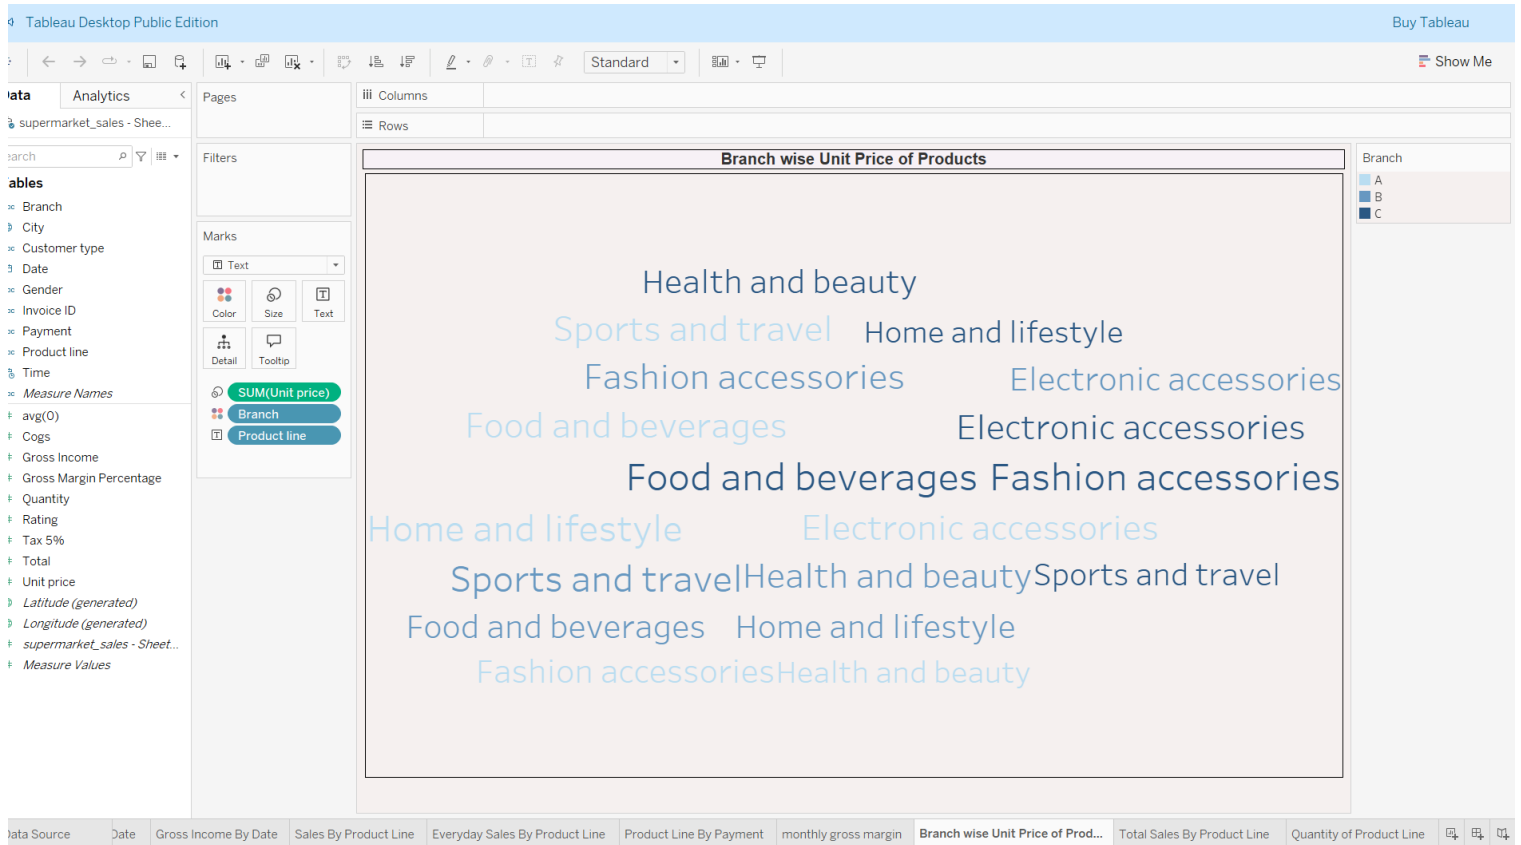 Tableau Desktop Public Edition
Buy Tableau
Standard
Show Me
Data
Analytics
Pages
iii Columns
supermarket_sales - Shee...
Rows
Search
Filters
Branch wise Unit Price of Products
Branch
A
B
C
Tables
Branch
City
Customer type
Date
Gender
Invoice ID
Payment
Product line
Time
Measure Names
avg(0)
Cogs
Gross Income
Gross Margin Percentage
Quantity
Rating
Tax 5%
Total
Unit price
Latitude (generated)
Longitude (generated)
supermarket_sales - Sheet...
Measure Values
Marks
Text
Color
Size
Text
Detail
Tooltip
SUM(Unit price)
Branch
Product line
Health and beauty
Sports and travel
Home and lifestyle
Fashion accessories
Electronic accessories
Food and beverages
Electronic accessories
Food and beverages
Fashion accessories
Home and lifestyle
Electronic accessories
Sports and travel
Health and beauty
Sports and travel
Food and beverages
Home and lifestyle
Fashion accessories
Health and beauty
Data Source
Date
Gross Income By Date
Sales By Product Line
Everyday Sales By Product Line
Product Line By Payment
monthly gross margin
Branch wise Unit Price of Prod...
Total Sales By Product Line
Quantity of Product Line